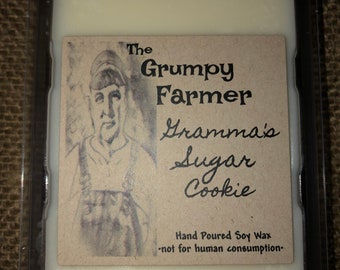 The
Grumpy
Farmer
Gramma's
Sugar
Cookie
Hand Poured Soy Wax
•not for human consumption•